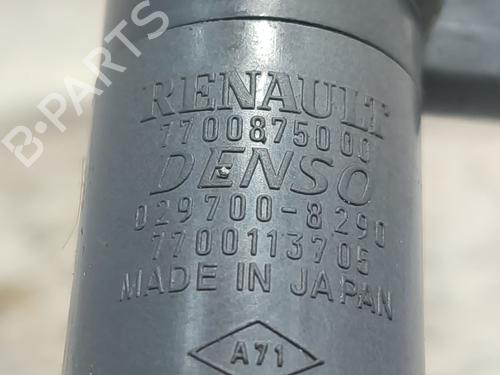 B-PARTS
RENAULT
7700875000
DENSO
029700-8290
7700113705
MADE IN JAPAN
A71